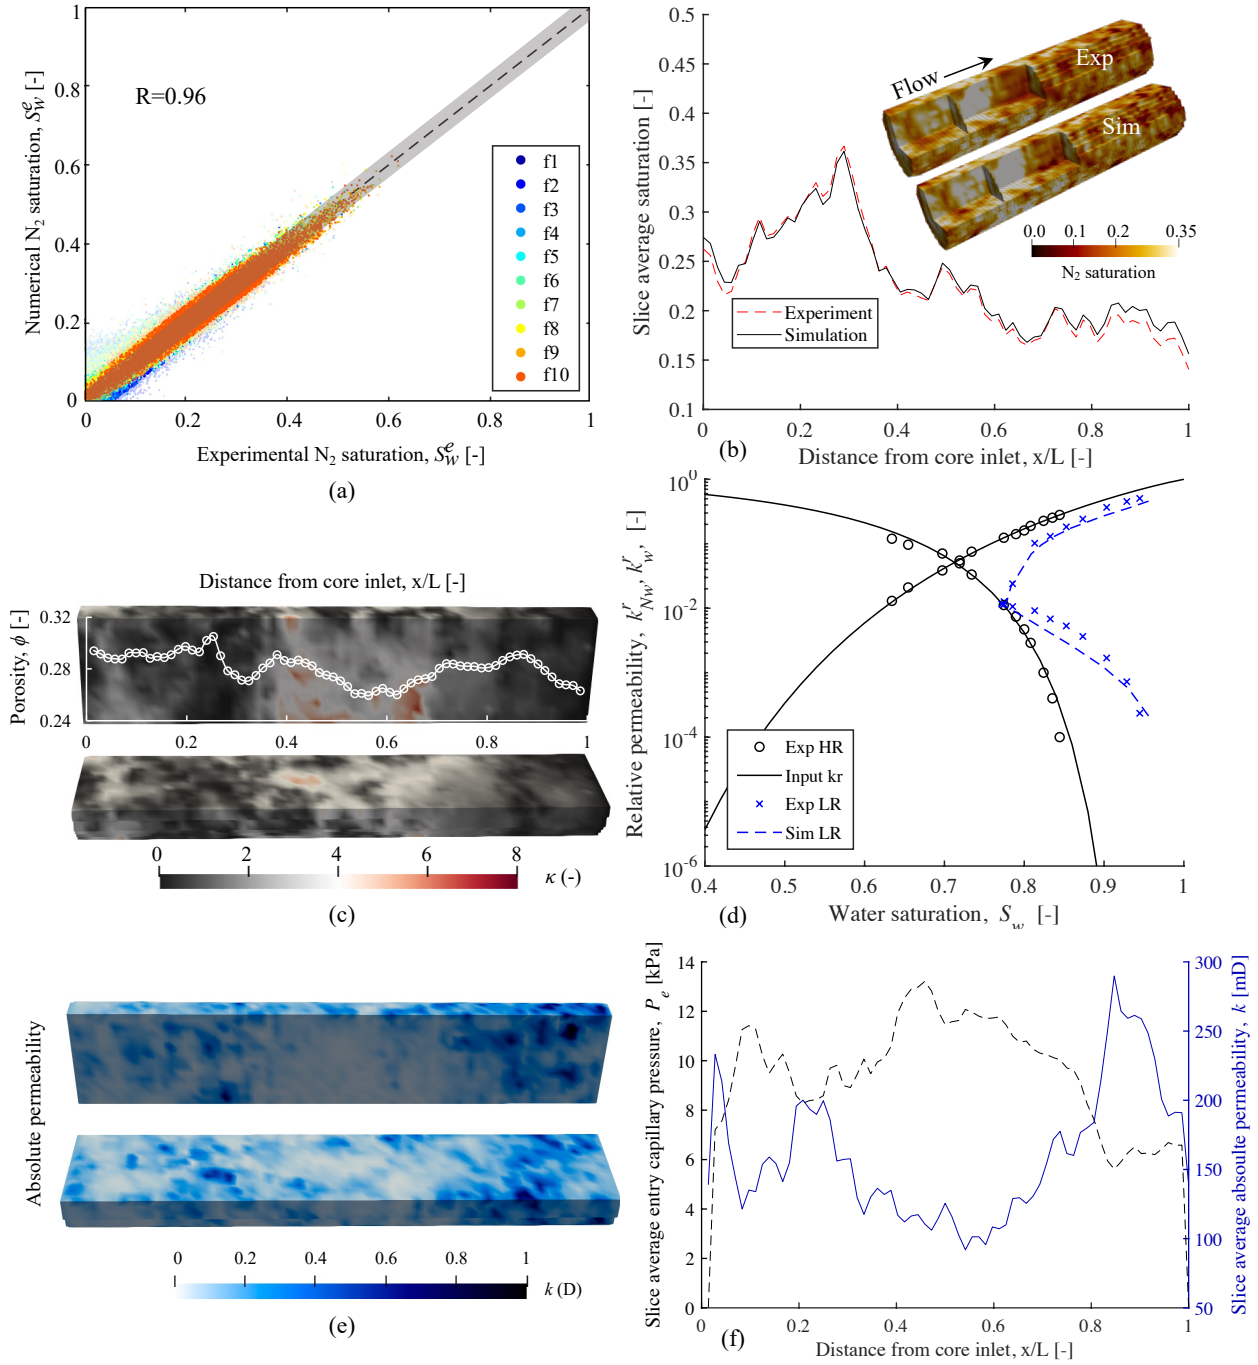 1
0.8
0.6
0.4
0.2
0
Numerical N2 saturation, S_w^e [-]
R=0.96
f1
f2
f3
f4
f5
f6
f7
f8
f9
f10
0 0.2 0.4 0.6 0.8 1
Experimental N2 saturation, S_w^e [-]
(a)
0.5
0.45
0.4
0.35
0.3
0.25
0.2
0.15
0.1
Slice average saturation [-]
Flow
Exp
Sim
0.0 0.1 0.2 0.35
N2 saturation
Experiment
Simulation
0 0.2 0.4 0.6 0.8 1
(b)
Distance from core inlet, x/L [-]
Distance from core inlet, x/L [-]
0.32
0.28
0.24
Porosity, ϕ [-]
0 0.2 0.4 0.6 0.8 1
0 2 4 6 8
κ (-)
(c)
10^0
10^-2
10^-4
10^-6
Relative permeability, k_Nw^r, k_w^r, [-]
Exp HR
Input kr
Exp LR
Sim LR
0.4 0.5 0.6 0.7 0.8 0.9 1
(d)
Water saturation, S_w [-]
Absolute permeability
0 0.2 0.4 0.6 0.8 1
k (D)
(e)
14
12
10
8
6
4
2
0
Slice average entry capillary pressure, P_e [kPa]
300
250
200
150
100
50
Slice average absoulte permeability, k [mD]
0 0.2 0.4 0.6 0.8 1
(f)
Distance from core inlet, x/L [-]